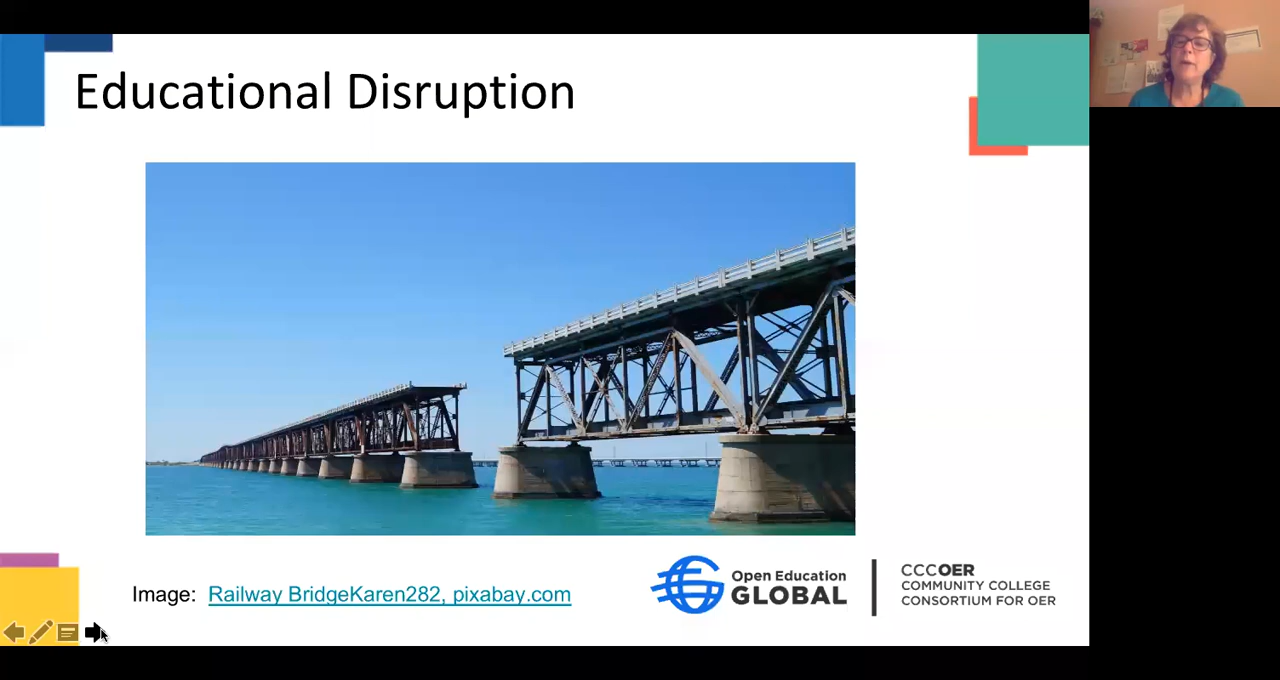 Educational Disruption
Image: Railway BridgeKaren282, pixabay.com
Open Education
GLOBAL
CCCOER
COMMUNITY COLLEGE
CONSORTIUM FOR OER